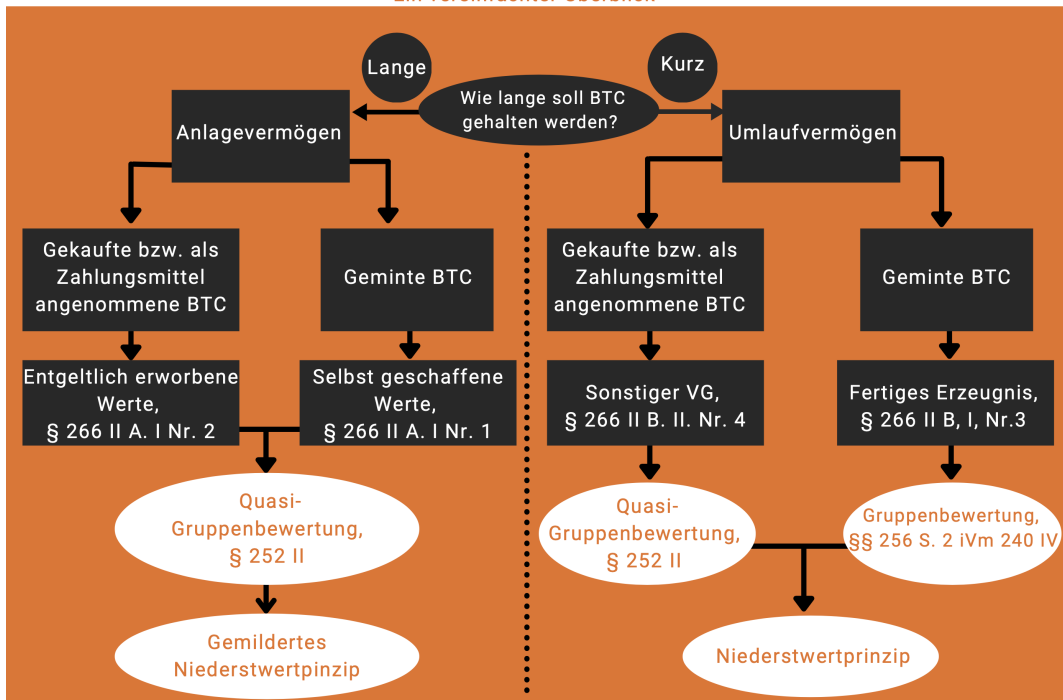 Ein vereinfachter Überblick
Lange
Kurz
Wie lange soll BTC
gehalten werden?
Anlagevermögen
Umlaufvermögen
Gekaufte bzw. als
Zahlungsmittel
angenommene BTC
Geminte BTC
Gekaufte bzw. als
Zahlungsmittel
angenommene BTC
Geminte BTC
Entgeltlich erworbene
Werte,
§ 266 II A. I Nr. 2
Selbst geschaffene
Werte,
§ 266 II A. I Nr. 1
Sonstiger VG,
§ 266 II B. II. Nr. 4
Fertiges Erzeugnis,
§ 266 II B, I, Nr.3
Quasi-
Gruppenbewertung,
§ 252 II
Quasi-
Gruppenbewertung,
§ 252 II
Gruppenbewertung,
§§ 256 S. 2 iVm 240 IV
Gemildertes
Niederstwertpinzip
Niederstwertprinzip